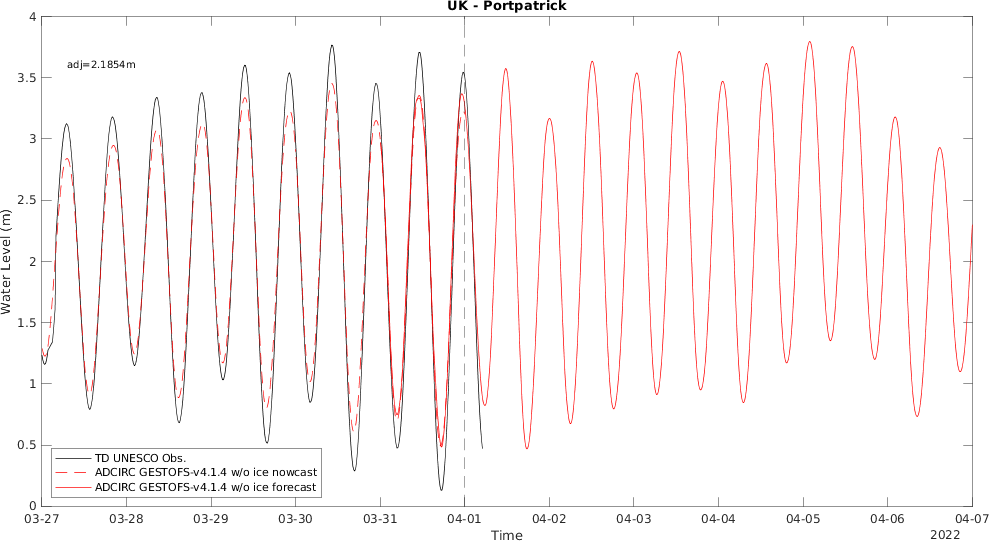 UK - Portpatrick
4
adj=2.1854m
3.5
3
2.5
2
1.5
1
0.5
0
Water Level (m)
TD UNESCO Obs.
ADCIRC GESTOFS-v4.1.4 w/o ice nowcast
ADCIRC GESTOFS-v4.1.4 w/o ice forecast
03-27 03-28 03-29 03-30 03-31 04-01 04-02 04-03 04-04 04-05 04-06 04-07
Time
2022